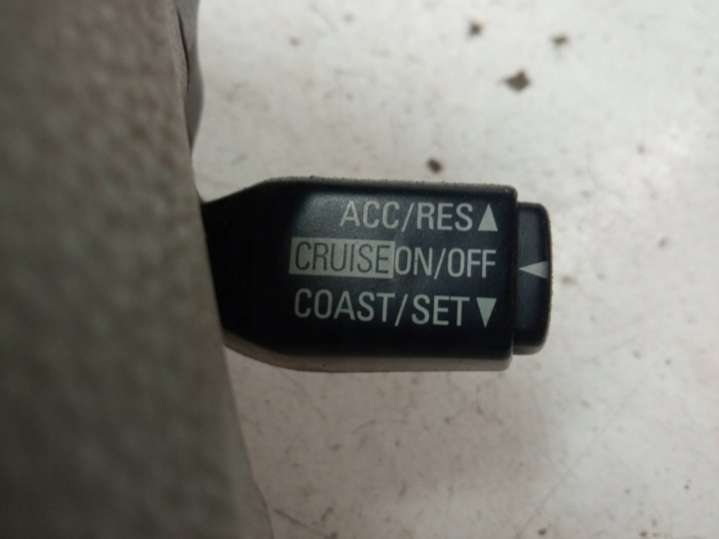 ACC/RES▲
CRUISE ON/OFF ◀
COAST/SET▼